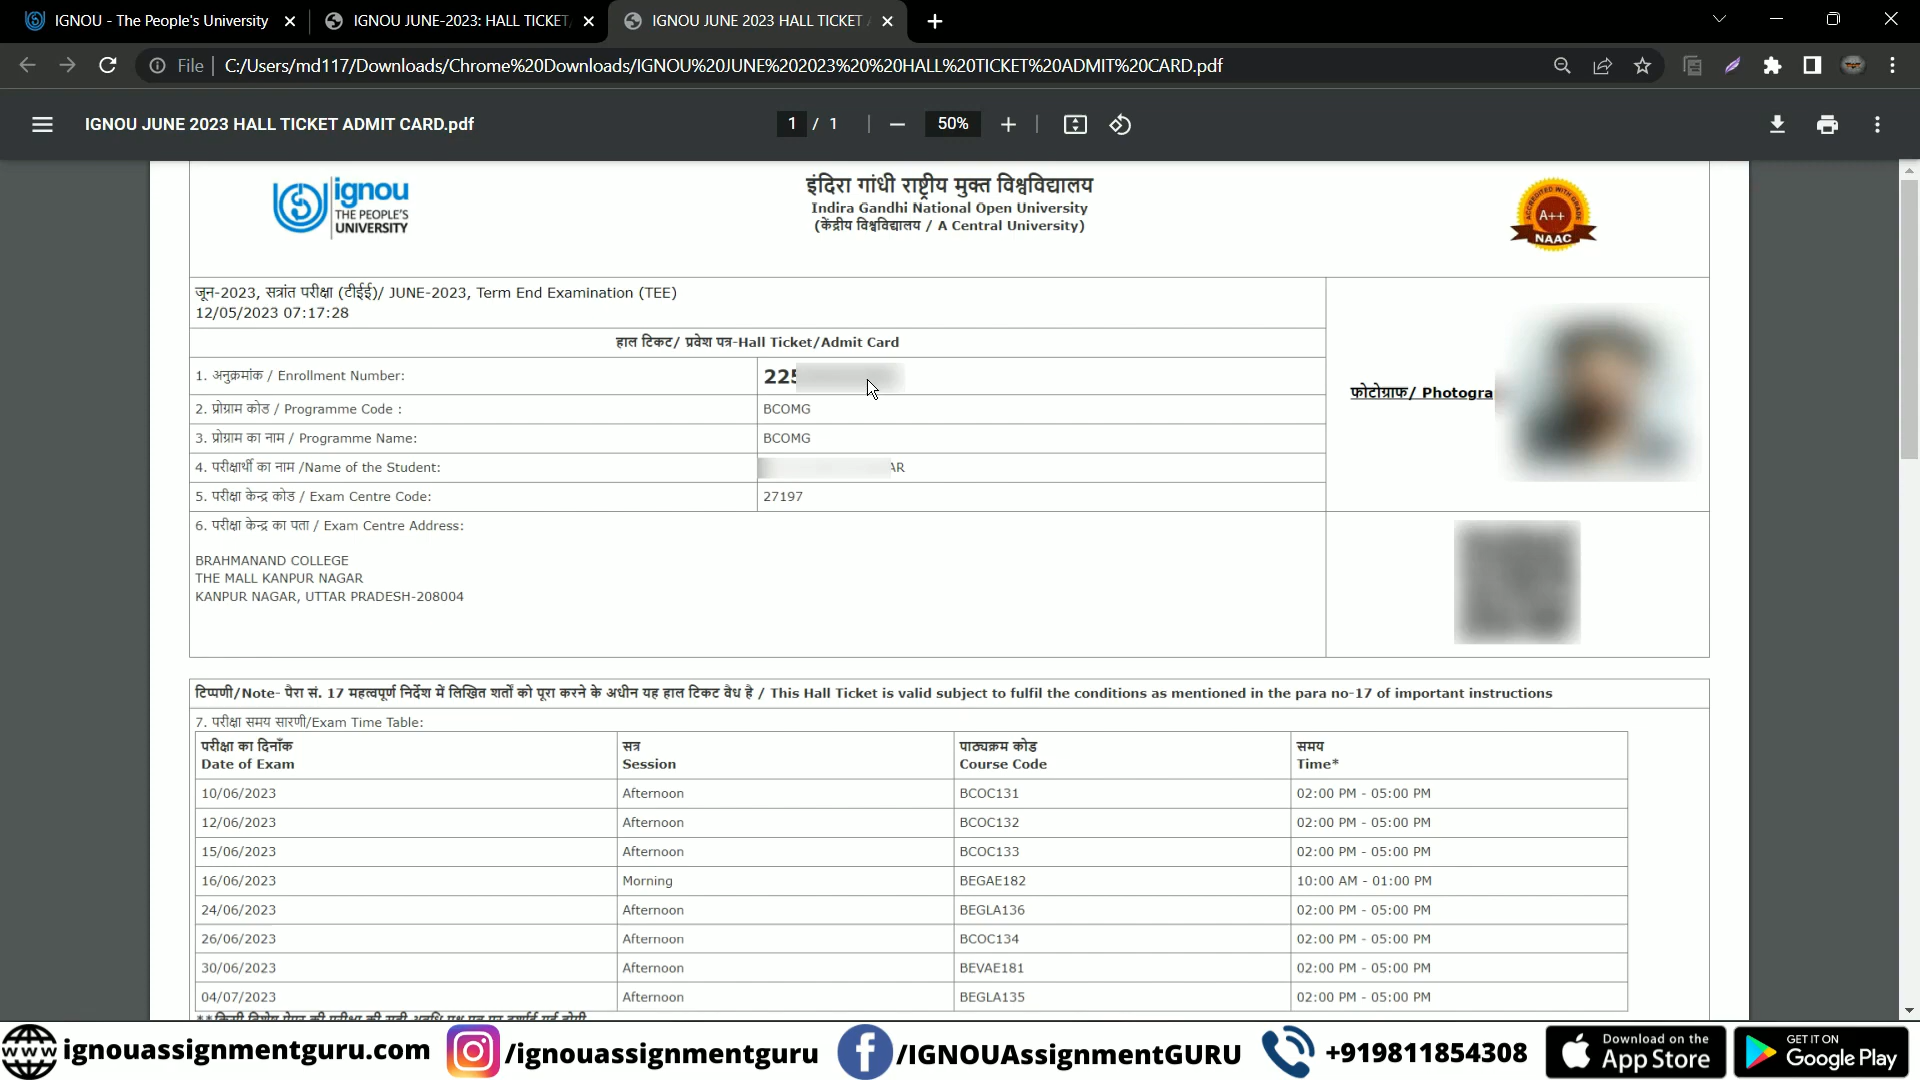 IGNOU - The People's University
IGNOU JUNE-2023: HALL TICKET
IGNOU JUNE 2023 HALL TICKET
File
C:/Users/md117/Downloads/Chrome%20Downloads/IGNOU%20JUNE%202023%20%20HALL%20TICKET%20ADMIT%20CARD.pdf
IGNOU JUNE 2023 HALL TICKET ADMIT CARD.pdf
1 / 1
50%
ignou
THE PEOPLE'S
UNIVERSITY
इंदिरा गांधी राष्ट्रीय मुक्त विश्वविद्यालय
Indira Gandhi National Open University
(केंद्रीय विश्वविद्यालय / A Central University)
ACCREDITED WITH GRADE
A++
NAAC
जून-2023, सत्रांत परीक्षा (टीईई)/ JUNE-2023, Term End Examination (TEE)
12/05/2023 07:17:28
हाल टिकट/ प्रवेश पत्र-Hall Ticket/Admit Card
फोटोग्राफ/ Photogra
1. अनुक्रमांक / Enrollment Number: 225
2. प्रोग्राम कोड / Programme Code : BCOMG
3. प्रोग्राम का नाम / Programme Name: BCOMG
4. परीक्षार्थी का नाम /Name of the Student: AR
5. परीक्षा केन्द्र कोड / Exam Centre Code: 27197
6. परीक्षा केन्द्र का पता / Exam Centre Address:
BRAHMANAND COLLEGE
THE MALL KANPUR NAGAR
KANPUR NAGAR, UTTAR PRADESH-208004
टिप्पणी/Note- पैरा सं. 17 महत्वपूर्ण निर्देश में लिखित शर्तों को पूरा करने के अधीन यह हाल टिकट वैध है / This Hall Ticket is valid subject to fulfil the conditions as mentioned in the para no-17 of important instructions
7. परीक्षा समय सारणी/Exam Time Table:
परीक्षा का दिनाँक सत्र पाठ्यक्रम कोड समय
Date of Exam Session Course Code Time*
10/06/2023 Afternoon BCOC131 02:00 PM - 05:00 PM
12/06/2023 Afternoon BCOC132 02:00 PM - 05:00 PM
15/06/2023 Afternoon BCOC133 02:00 PM - 05:00 PM
16/06/2023 Morning BEGAE182 10:00 AM - 01:00 PM
24/06/2023 Afternoon BEGLA136 02:00 PM - 05:00 PM
26/06/2023 Afternoon BCOC134 02:00 PM - 05:00 PM
30/06/2023 Afternoon BEVAE181 02:00 PM - 05:00 PM
04/07/2023 Afternoon BEGLA135 02:00 PM - 05:00 PM
www ignouassignmentguru.com /ignouassignmentguru /IGNOUAssignmentGURU +919811854308
Download on the
App Store
GET IT ON
Google Play